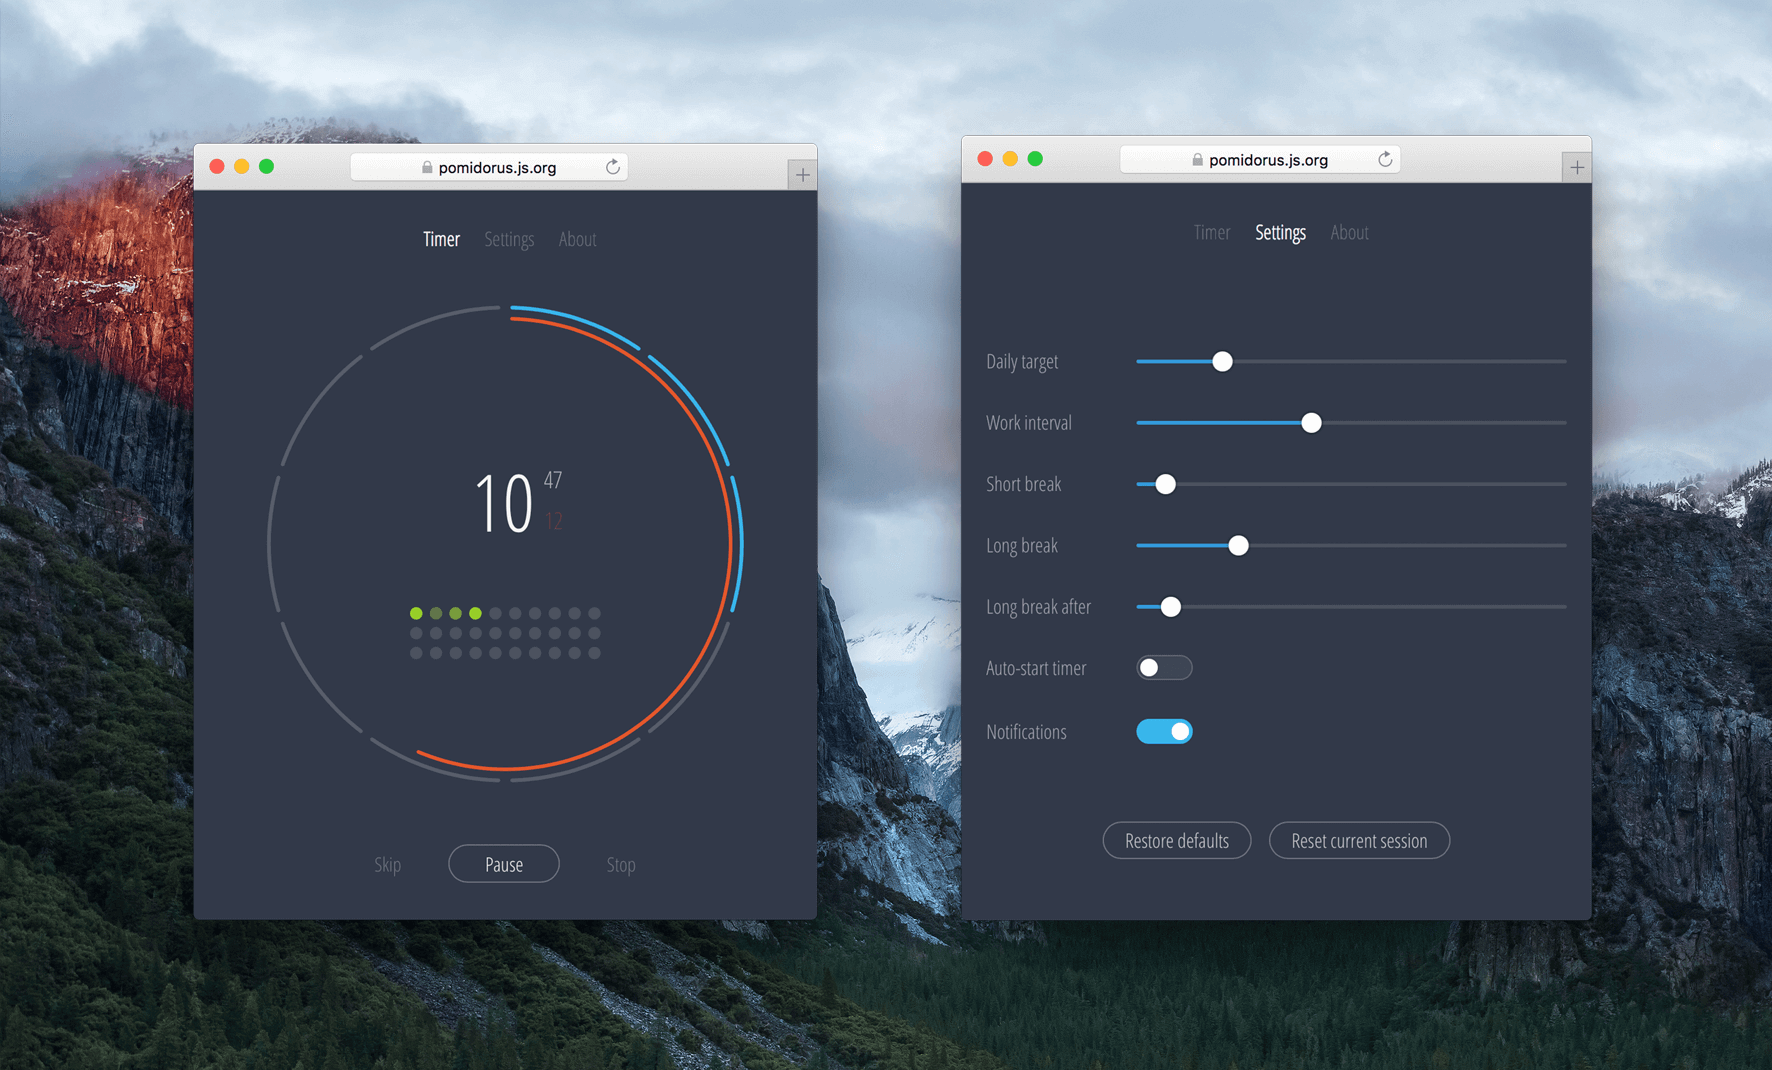 pomidorus.js.org
Timer Settings About
10 47
12
Skip Pause Stop
pomidorus.js.org
Timer Settings About
Daily target
Work interval
Short break
Long break
Long break after
Auto-start timer
Notifications
Restore defaults Reset current session